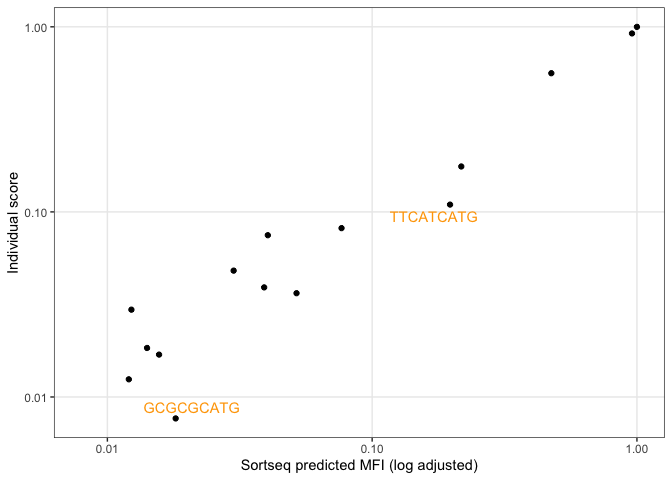 1.00
0.10
0.01
Individual score
TTCATCATG
GCGCGCATG
0.01
0.10
1.00
Sortseq predicted MFI (log adjusted)